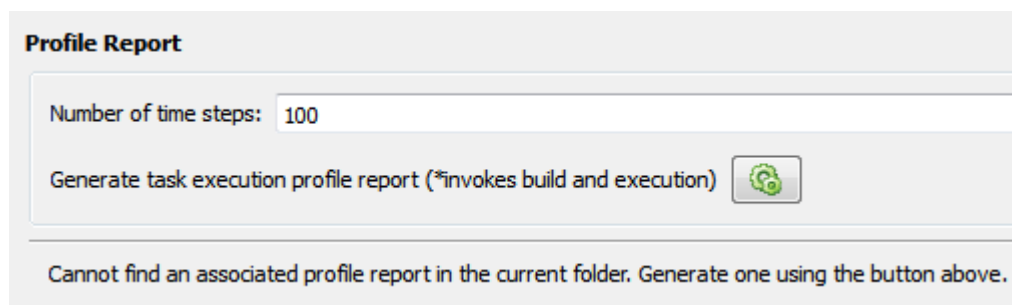 Profile Report
Number of time steps: 100
Generate task execution profile report (*invokes build and execution)
Cannot find an associated profile report in the current folder. Generate one using the button above.